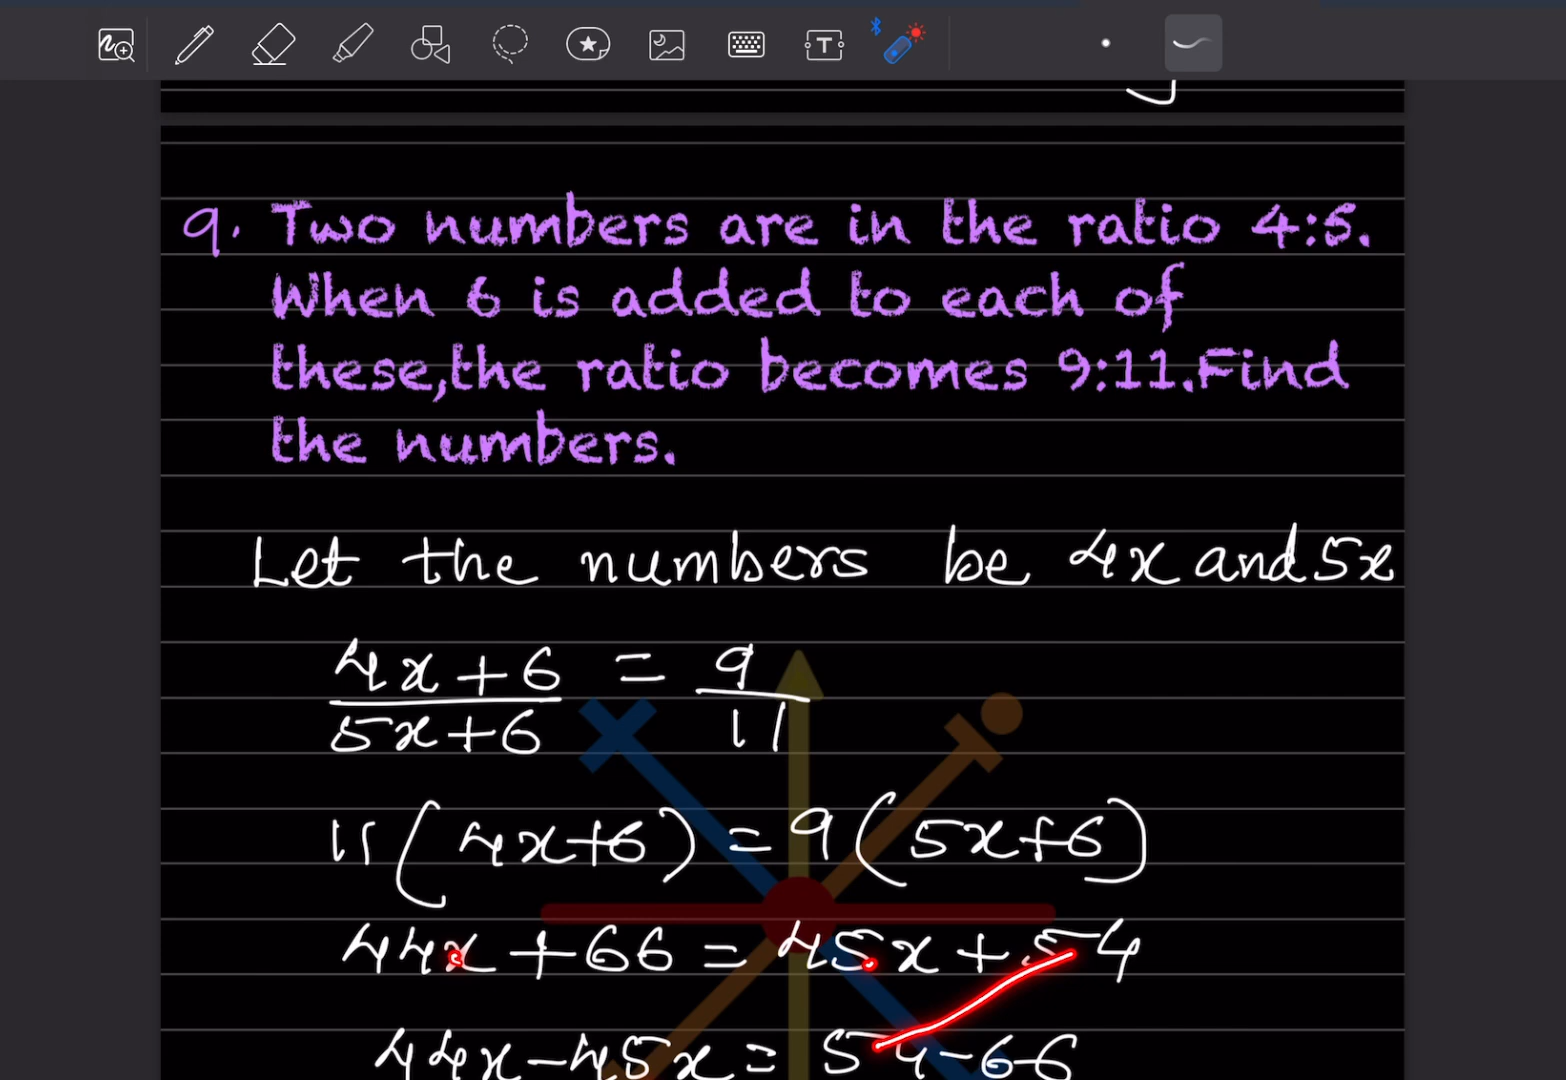 9. Two numbers are in the ratio 4:5.
When 6 is added to each of
these,the ratio becomes 9:11.Find
the numbers.
Let the numbers be 4x and 5x
4x+6 = 9
5x+6 11
11(4x+6) = 9(5x+6)
44x+66 = 45x+54
44x-45x = 54-66